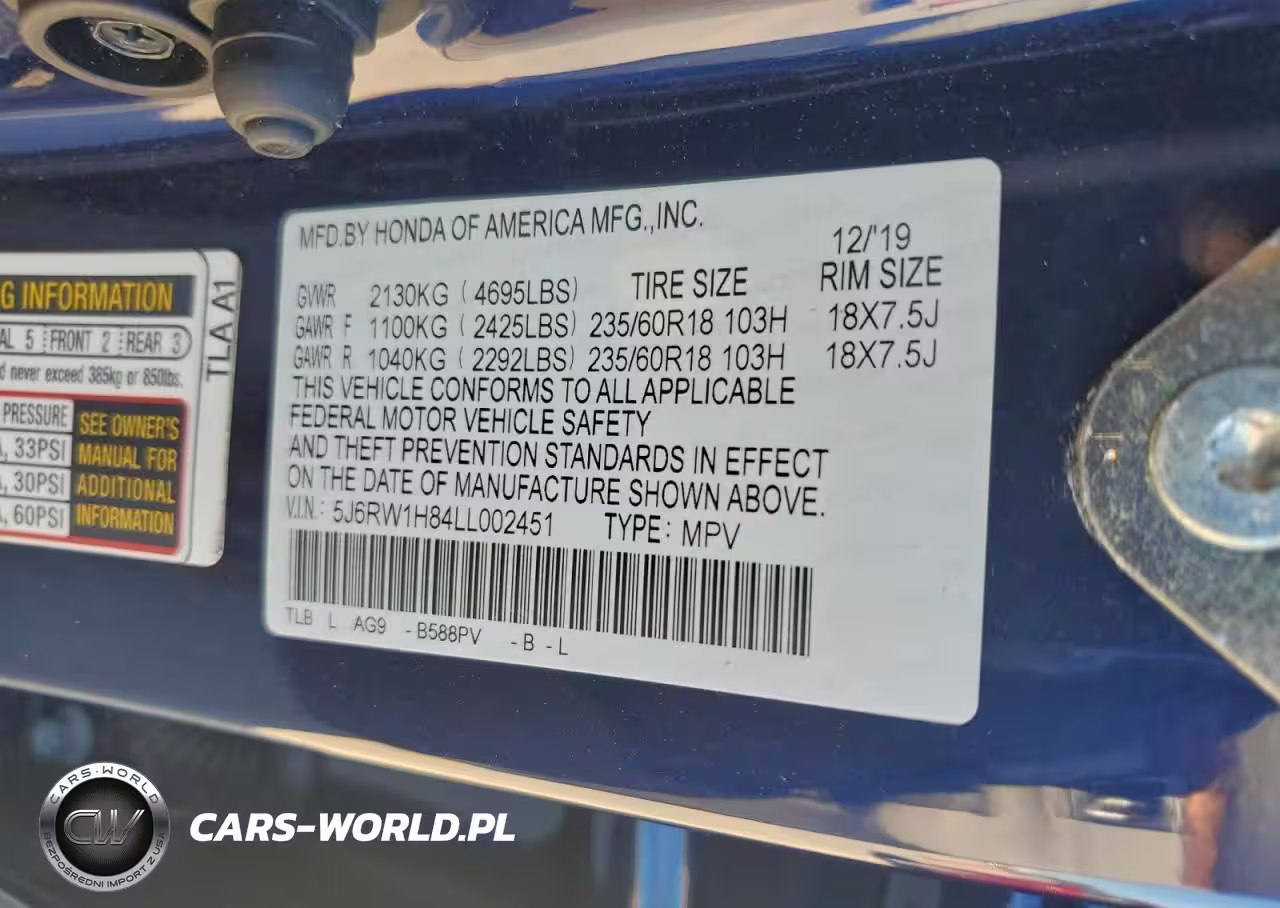 MFD.BY HONDA OF AMERICA MFG.,INC.
12/'19
GVWR 2130KG ( 4695LBS) TIRE SIZE RIM SIZE
GAWR F 1100KG ( 2425LBS) 235/60R18 103H 18X7.5J
GAWR R 1040KG ( 2292LBS) 235/60R18 103H 18X7.5J
THIS VEHICLE CONFORMS TO ALL APPLICABLE
FEDERAL MOTOR VEHICLE SAFETY
AND THEFT PREVENTION STANDARDS IN EFFECT
ON THE DATE OF MANUFACTURE SHOWN ABOVE.
V.I.N.: 5J6RW1H84LL002451 TYPE: MPV
TLB L AG9 -B588PV -B -L
G INFORMATION
AL 5 FRONT 2 REAR 3
d never exceed 385kg or 850lbs.
PRESSURE
A, 33PSI
A, 30PSI
A, 60PSI
SEE OWNER'S
MANUAL FOR
ADDITIONAL
INFORMATION
TLA A1
CARS-WORLD
CW
BEZPOŚREDNI IMPORT Z USA
CARS-WORLD.PL